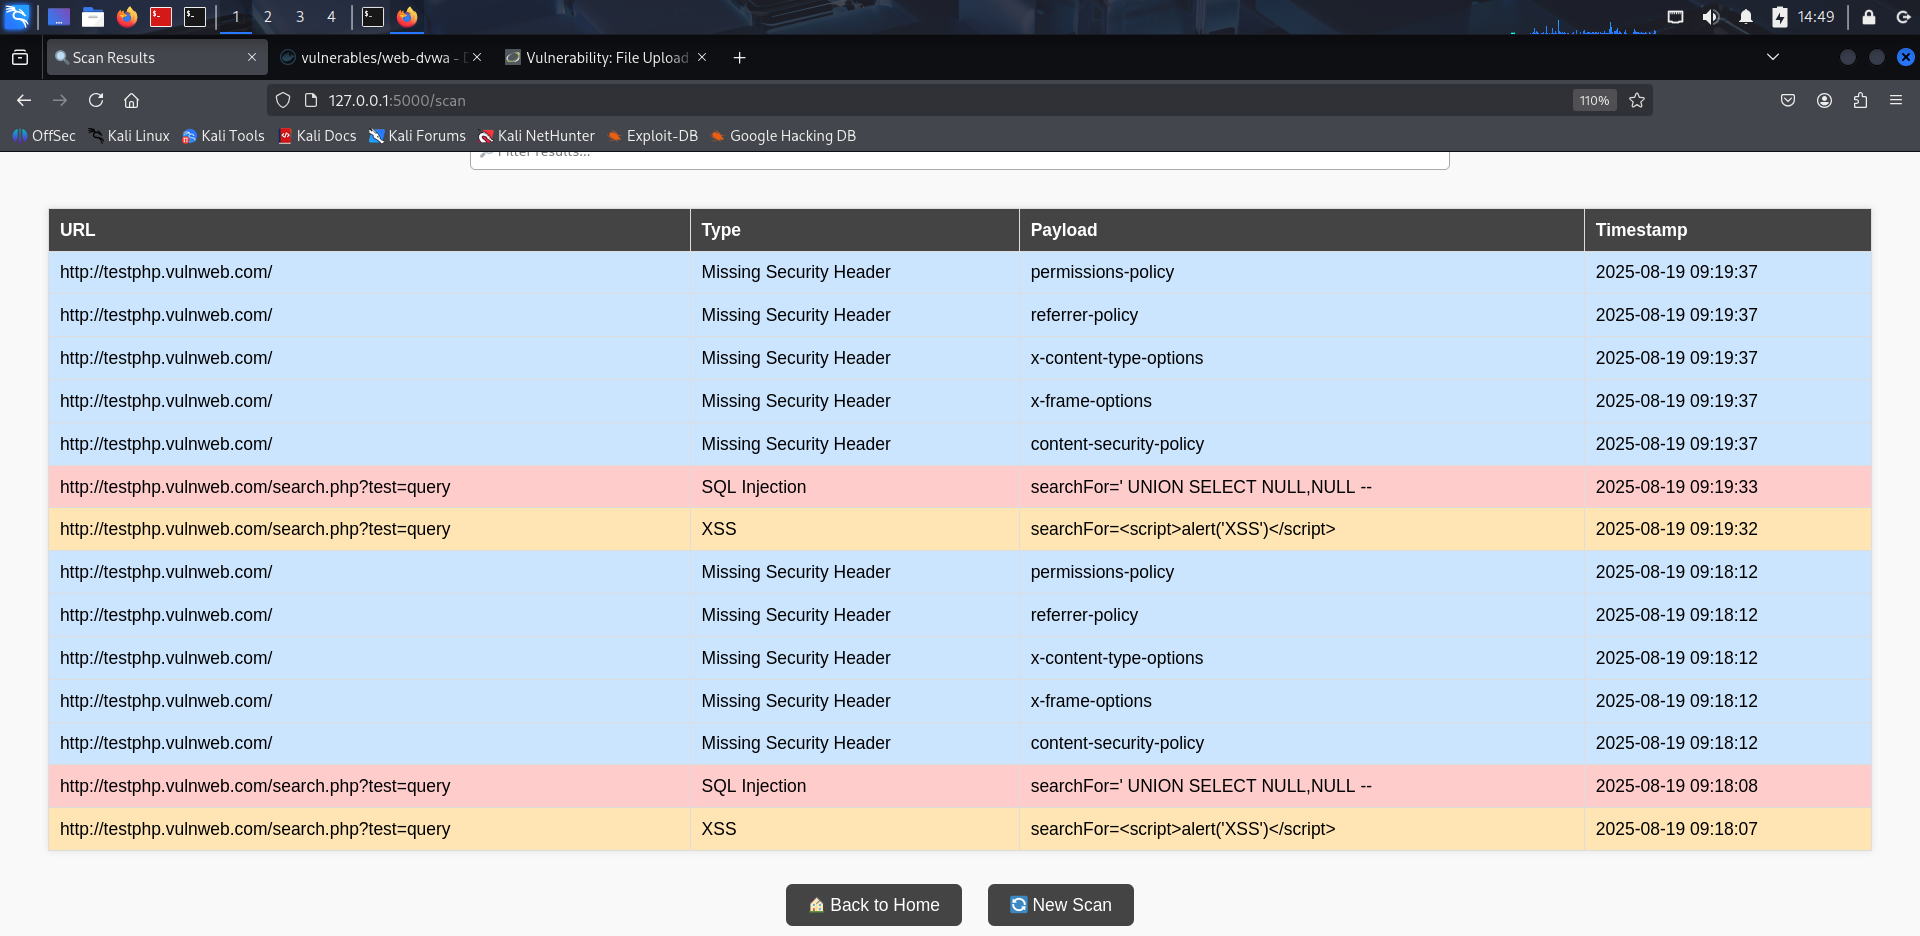 1 2 3 4 14:49
Scan Results vulnerables/web-dvwa - Vulnerability: File Upload
127.0.0.1:5000/scan 110%
OffSec Kali Linux Kali Tools Kali Docs Kali Forums Kali NetHunter Exploit-DB Google Hacking DB
Filter results...
URL Type Payload Timestamp
http://testphp.vulnweb.com/ Missing Security Header permissions-policy 2025-08-19 09:19:37
http://testphp.vulnweb.com/ Missing Security Header referrer-policy 2025-08-19 09:19:37
http://testphp.vulnweb.com/ Missing Security Header x-content-type-options 2025-08-19 09:19:37
http://testphp.vulnweb.com/ Missing Security Header x-frame-options 2025-08-19 09:19:37
http://testphp.vulnweb.com/ Missing Security Header content-security-policy 2025-08-19 09:19:37
http://testphp.vulnweb.com/search.php?test=query SQL Injection searchFor=' UNION SELECT NULL,NULL -- 2025-08-19 09:19:33
http://testphp.vulnweb.com/search.php?test=query XSS searchFor=<script>alert('XSS')</script> 2025-08-19 09:19:32
http://testphp.vulnweb.com/ Missing Security Header permissions-policy 2025-08-19 09:18:12
http://testphp.vulnweb.com/ Missing Security Header referrer-policy 2025-08-19 09:18:12
http://testphp.vulnweb.com/ Missing Security Header x-content-type-options 2025-08-19 09:18:12
http://testphp.vulnweb.com/ Missing Security Header x-frame-options 2025-08-19 09:18:12
http://testphp.vulnweb.com/ Missing Security Header content-security-policy 2025-08-19 09:18:12
http://testphp.vulnweb.com/search.php?test=query SQL Injection searchFor=' UNION SELECT NULL,NULL -- 2025-08-19 09:18:08
http://testphp.vulnweb.com/search.php?test=query XSS searchFor=<script>alert('XSS')</script> 2025-08-19 09:18:07
Back to Home New Scan